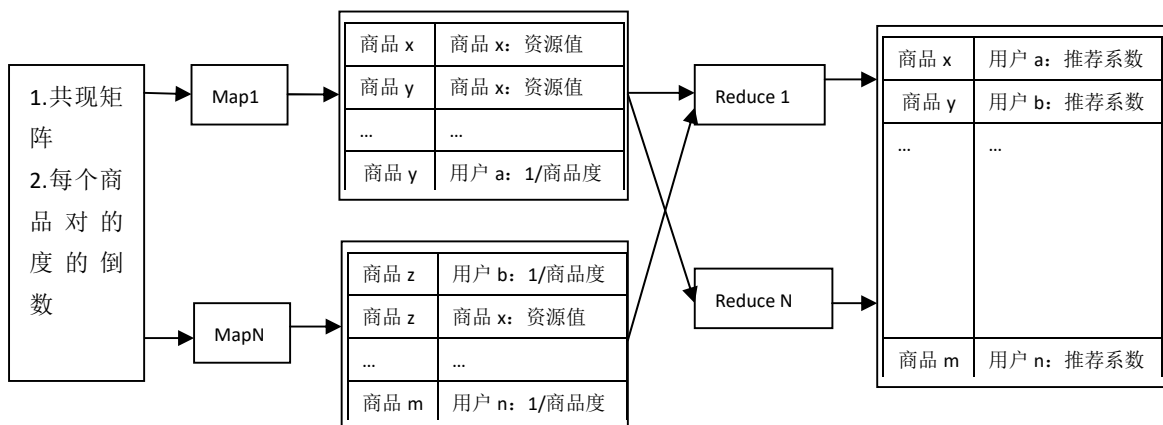 1.共现矩
阵
2.每个商
品对的
度的倒
数
Map1
MapN
商品 x 商品 x：资源值
商品 y 商品 x：资源值
... ...
商品 y 用户 a：1/商品度
商品 z 用户 b：1/商品度
商品 z 商品 x：资源值
... ...
商品 m 用户 n：1/商品度
Reduce 1
Reduce N
商品 x 用户 a：推荐系数
商品 y 用户 b：推荐系数
... ...
商品 m 用户 n：推荐系数